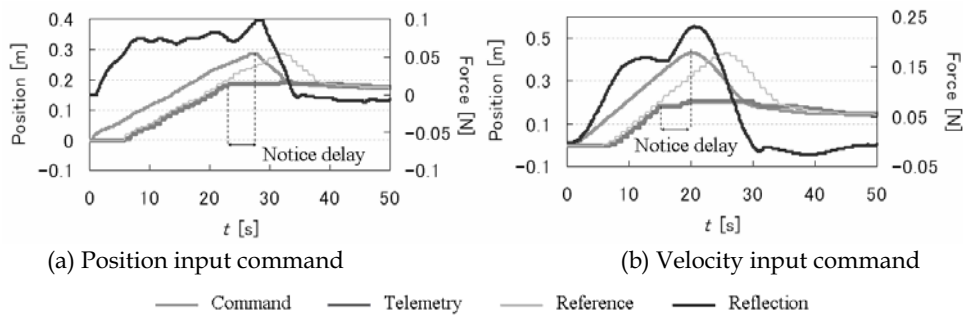 0.4
0.3
0.2
0.1
0
−0.1
Position [m]
0.1
0.05
0
−0.05
−0.1
Force [N]
Notice delay
0 10 20 30 40 50
t [s]
(a) Position input command
0.5
0.3
0.1
−0.1
Position [m]
0.25
0.15
0.05
−0.05
Force [N]
Notice delay
0 10 20 30 40 50
t [s]
(b) Velocity input command
Command Telemetry Reference Reflection